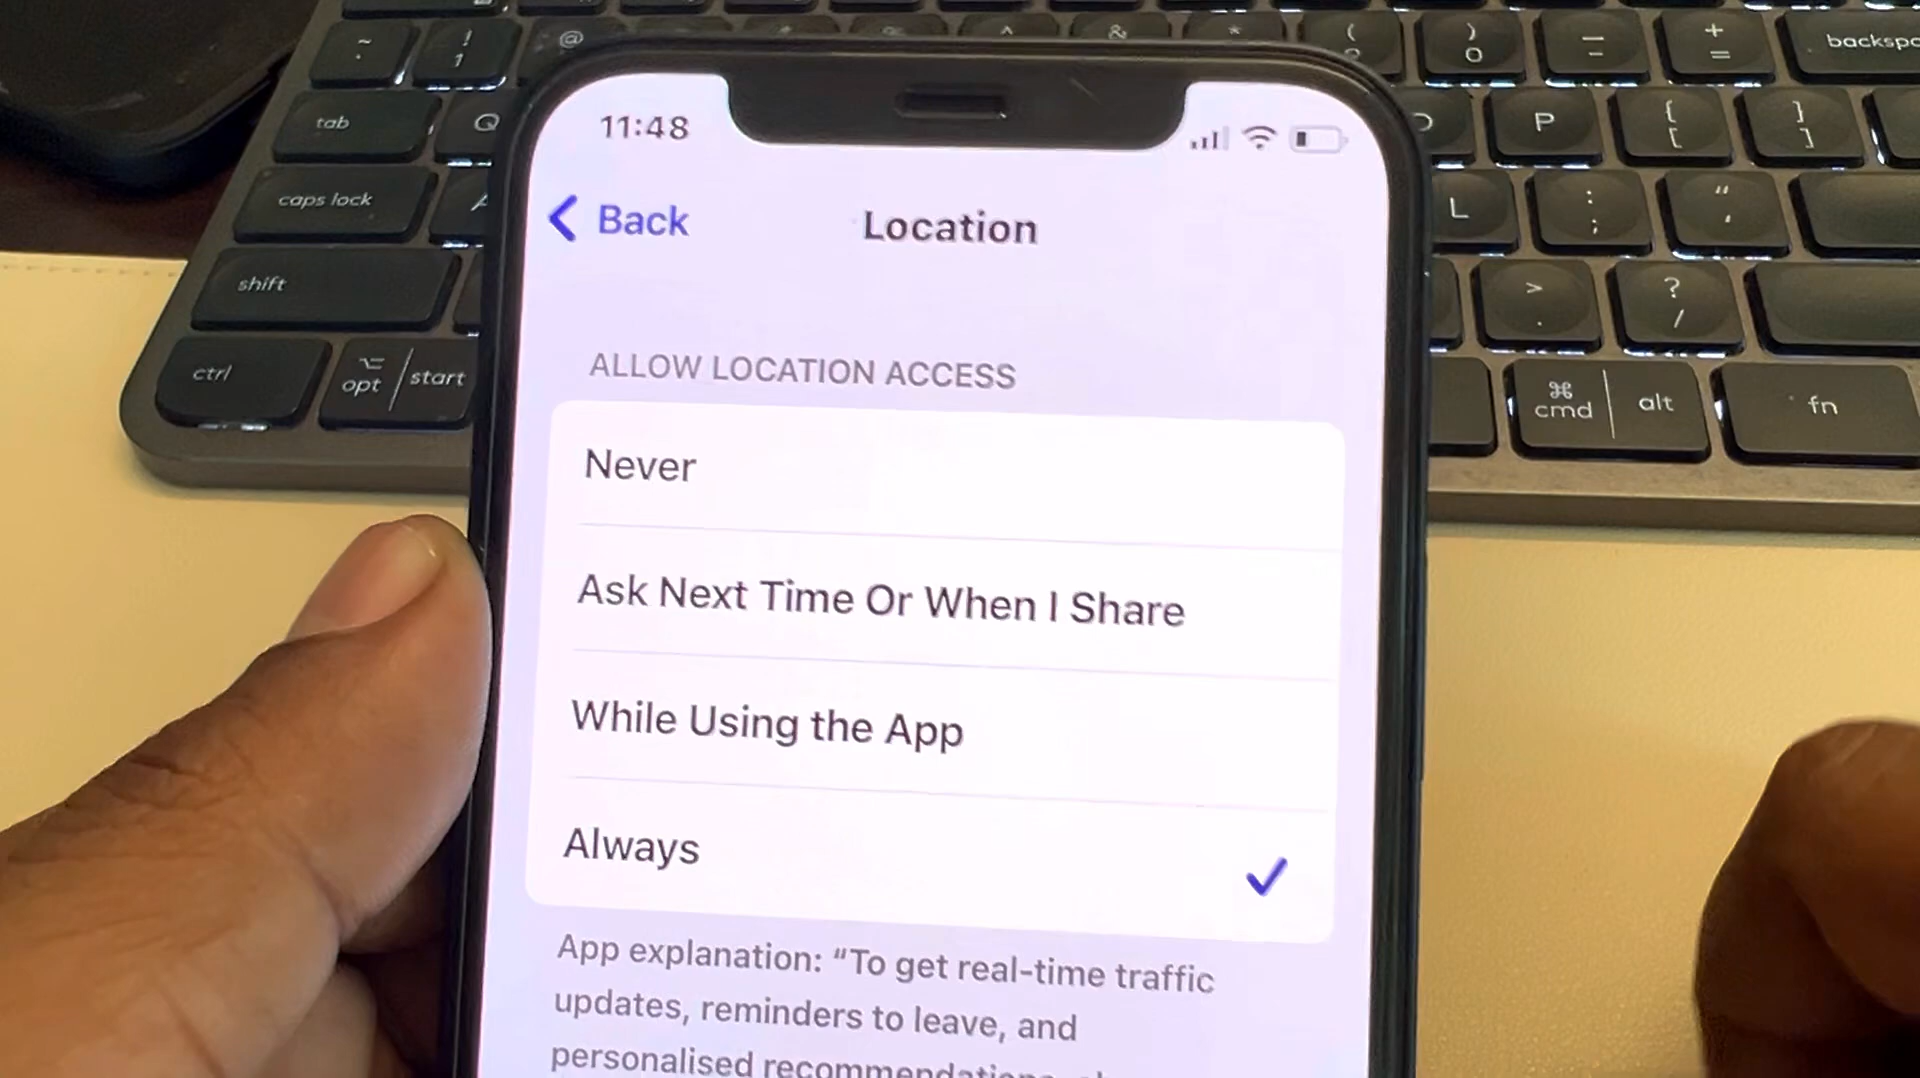 ~ ! @ ^ & * ( ) 0 — - + =
1
tab Q P [ [ ] ]
caps lock L : ; " '
shift > . ? /
ctrl opt start ⌘ cmd alt fn
11:48
Back Location
ALLOW LOCATION ACCESS
Never
Ask Next Time Or When I Share
While Using the App
Always
App explanation: “To get real-time traffic
updates, reminders to leave, and
personalised